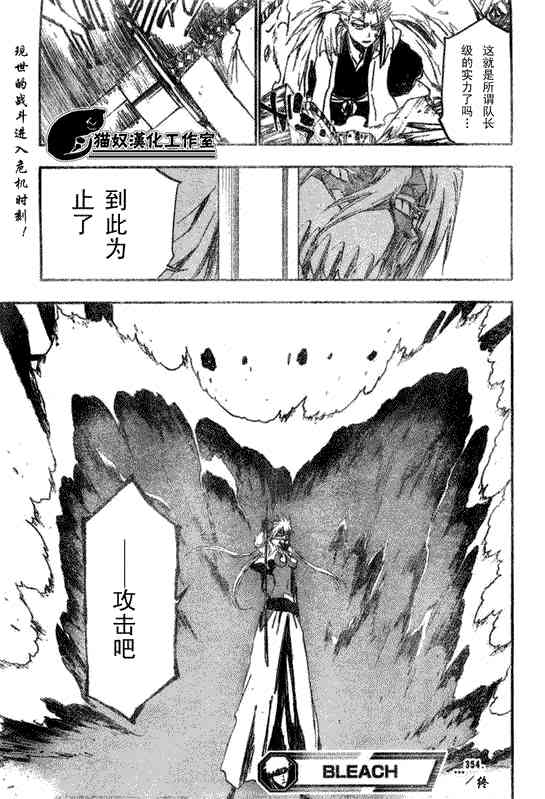 这就是所谓队长
级的实力了吗…
现世的战斗进入危机时刻！
猫奴漢化工作室
到此为
止了
——攻击吧
BLEACH
354
…/終